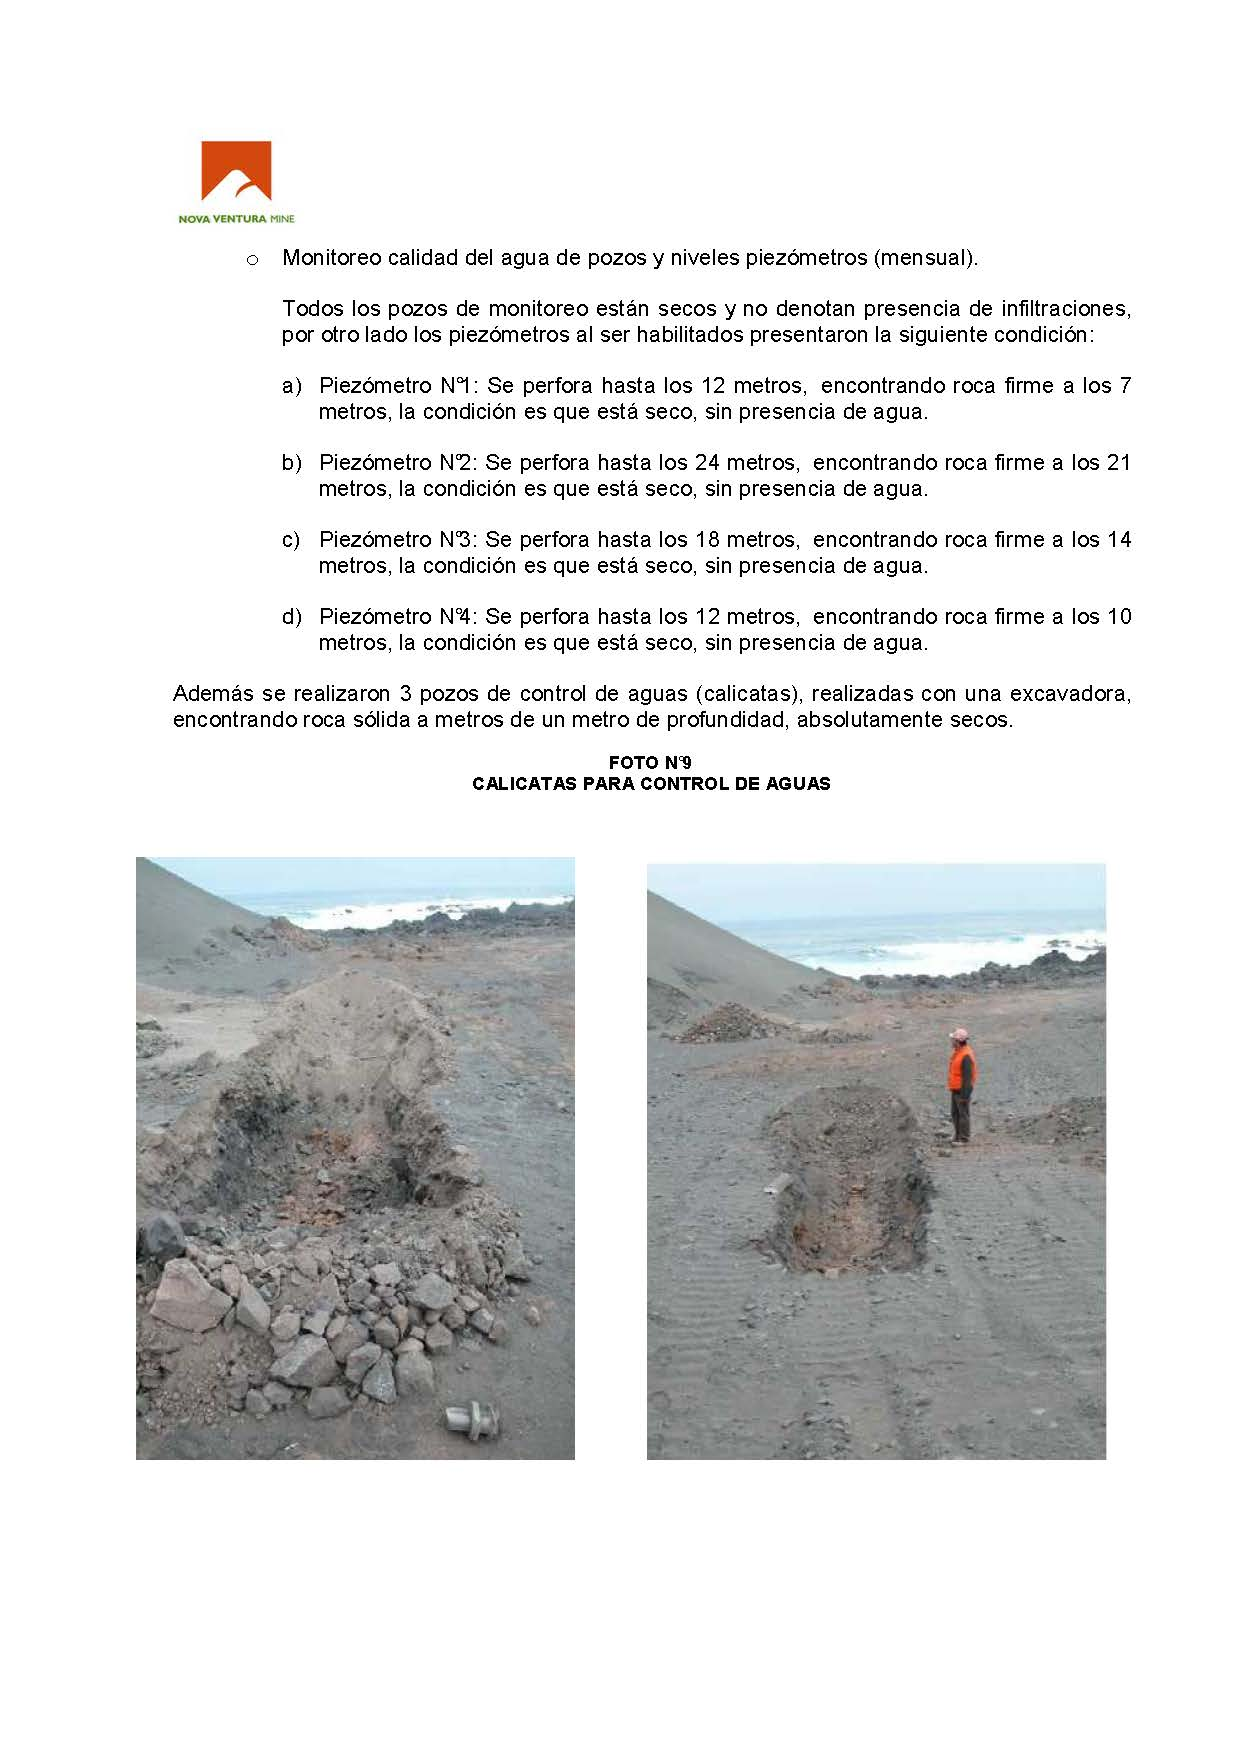 NOVA VENTURA MINE
o Monitoreo calidad del agua de pozos y niveles piezómetros (mensual).
Todos los pozos de monitoreo están secos y no denotan presencia de infiltraciones,
por otro lado los piezómetros al ser habilitados presentaron la siguiente condición:
a) Piezómetro N°1: Se perfora hasta los 12 metros, encontrando roca firme a los 7
metros, la condición es que está seco, sin presencia de agua.
b) Piezómetro N°2: Se perfora hasta los 24 metros, encontrando roca firme a los 21
metros, la condición es que está seco, sin presencia de agua.
c) Piezómetro N°3: Se perfora hasta los 18 metros, encontrando roca firme a los 14
metros, la condición es que está seco, sin presencia de agua.
d) Piezómetro N°4: Se perfora hasta los 12 metros, encontrando roca firme a los 10
metros, la condición es que está seco, sin presencia de agua.
Además se realizaron 3 pozos de control de aguas (calicatas), realizadas con una excavadora,
encontrando roca sólida a metros de un metro de profundidad, absolutamente secos.
FOTO N°9
CALICATAS PARA CONTROL DE AGUAS